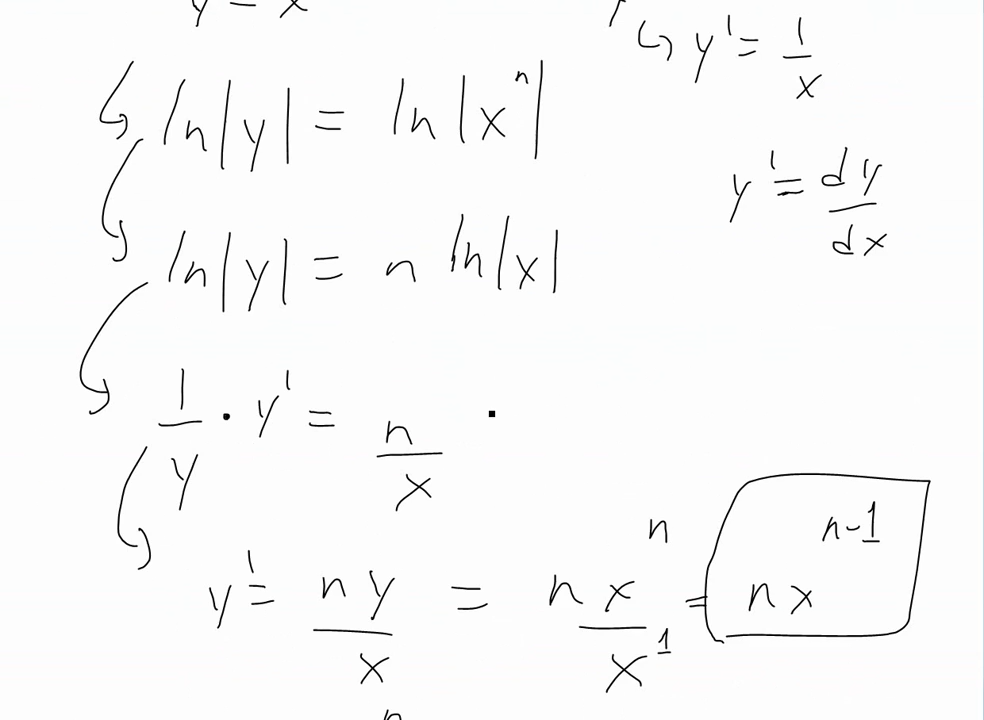 y = x
↳ y' = 1/x
ln|y| = ln|xⁿ|
y' = dy/dx
ln|y| = n ln|x|
1/y · y' = n/x ·
y' = ny/x = nxⁿ/x¹ = nxⁿ⁻¹
n